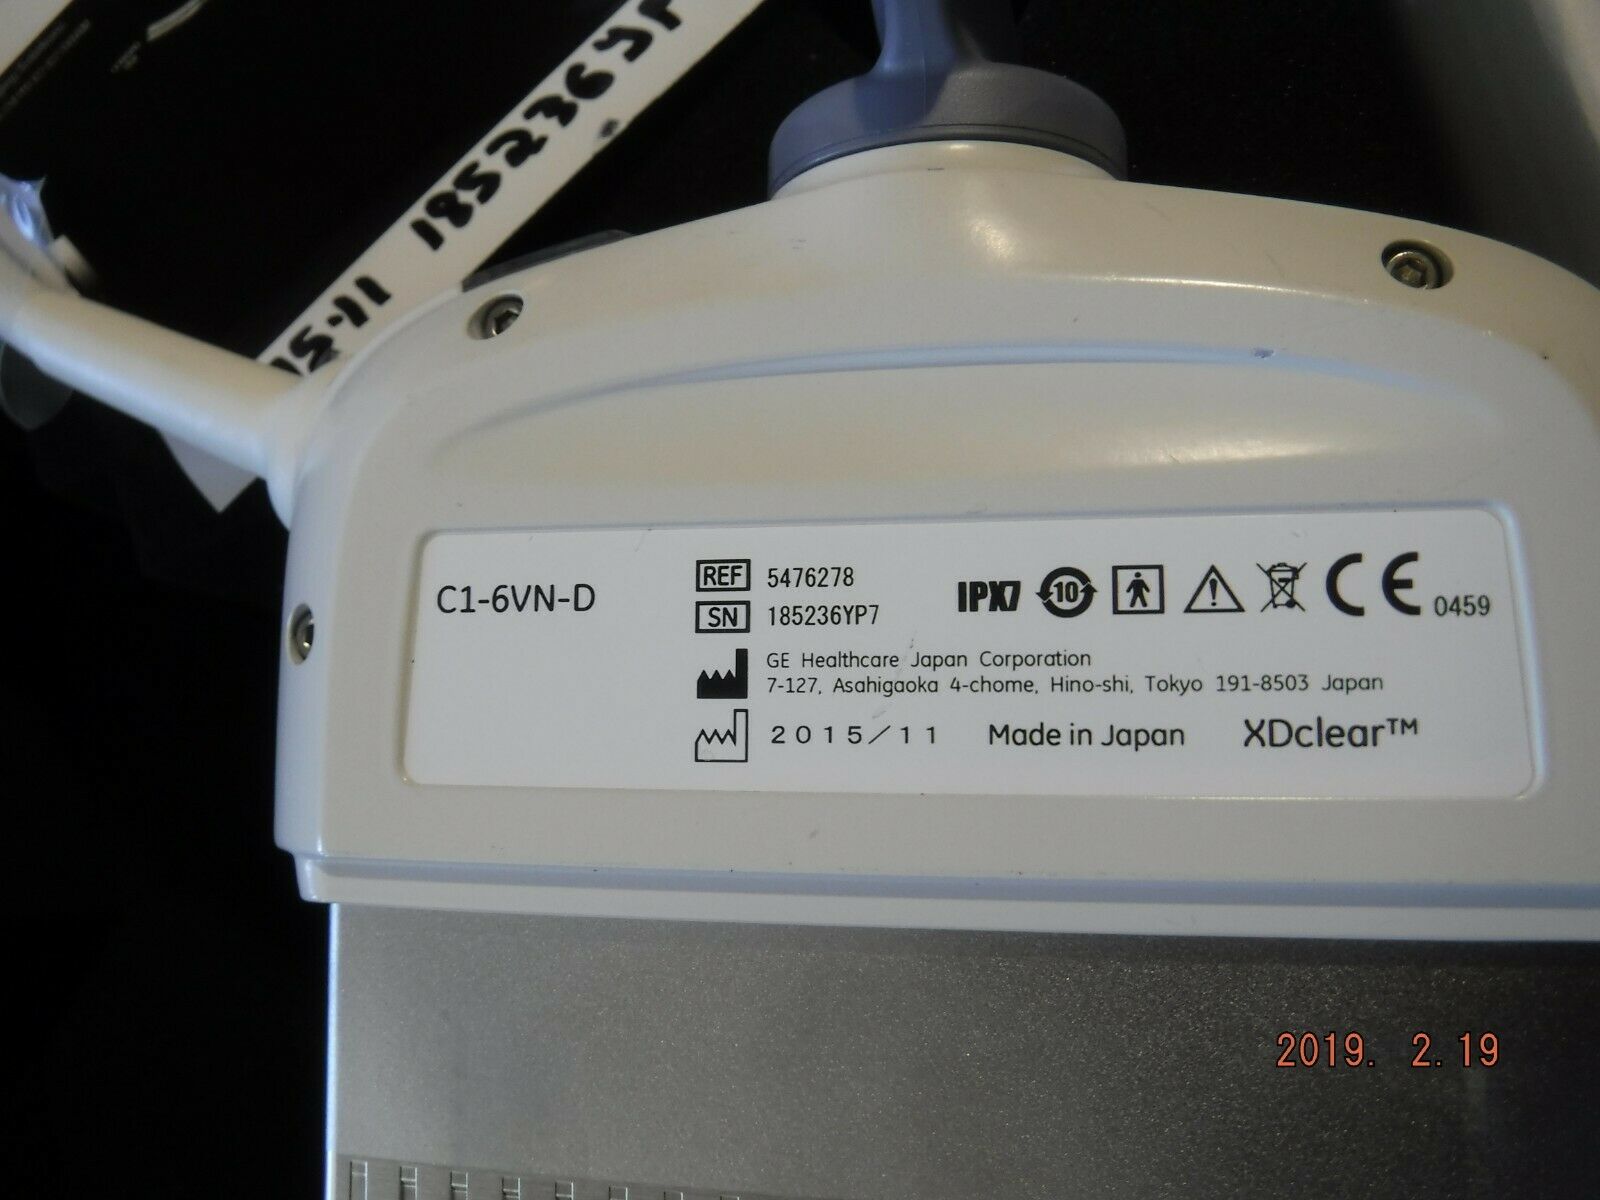 185236YP
C1-6VN-D
REF 5476278
SN 185236YP7
IPX7 10 CE 0459
GE Healthcare Japan Corporation
7-127, Asahigaoka 4-chome, Hino-shi, Tokyo 191-8503 Japan
2015/11 Made in Japan XDclear™
2019. 2.19